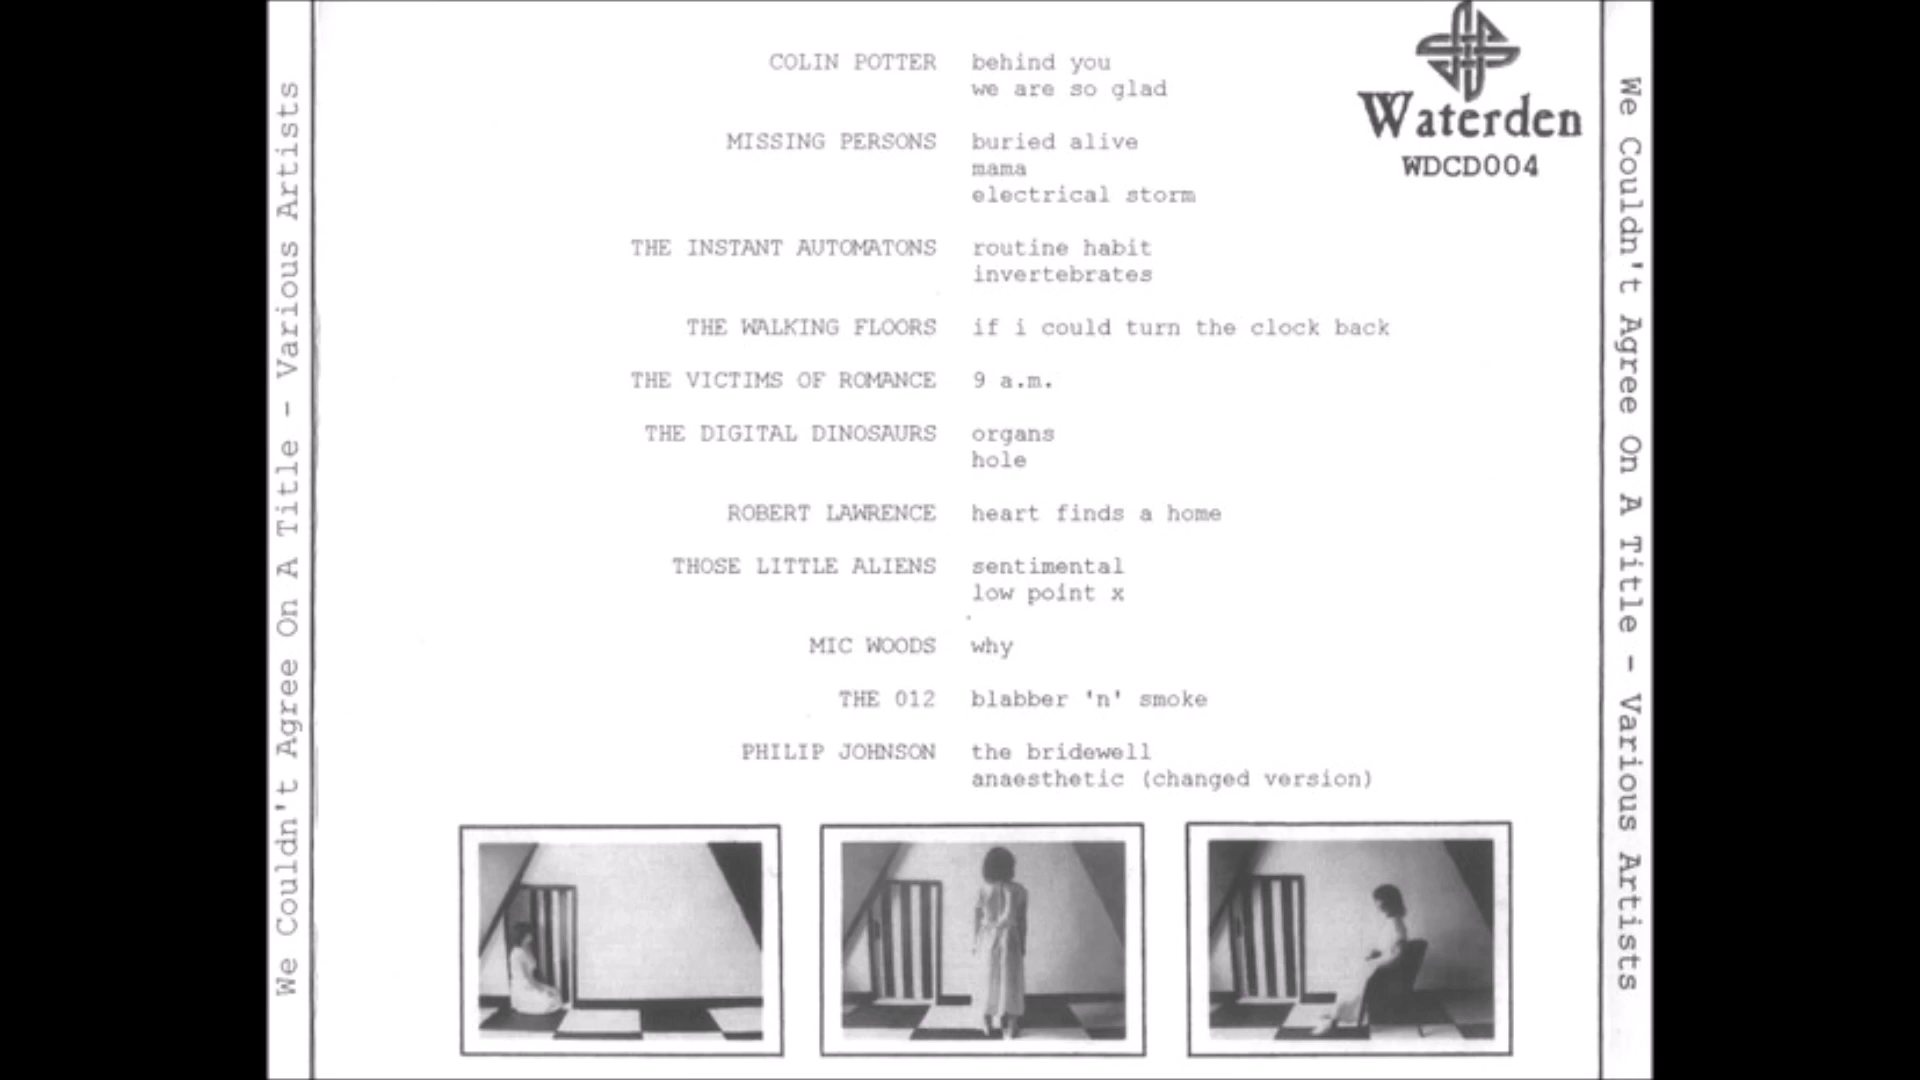 We Couldn't Agree On A Title - Various Artists
COLIN POTTER behind you
we are so glad
MISSING PERSONS buried alive
mama
electrical storm
THE INSTANT AUTOMATONS routine habit
invertebrates
THE WALKING FLOORS if i could turn the clock back
THE VICTIMS OF ROMANCE 9 a.m.
THE DIGITAL DINOSAURS organs
hole
ROBERT LAWRENCE heart finds a home
THOSE LITTLE ALIENS sentimental
low point x
MIC WOODS why
THE 012 blabber 'n' smoke
PHILIP JOHNSON the bridewell
anaesthetic (changed version)
Waterden
WDCD004
We Couldn't Agree On A Title - Various Artists